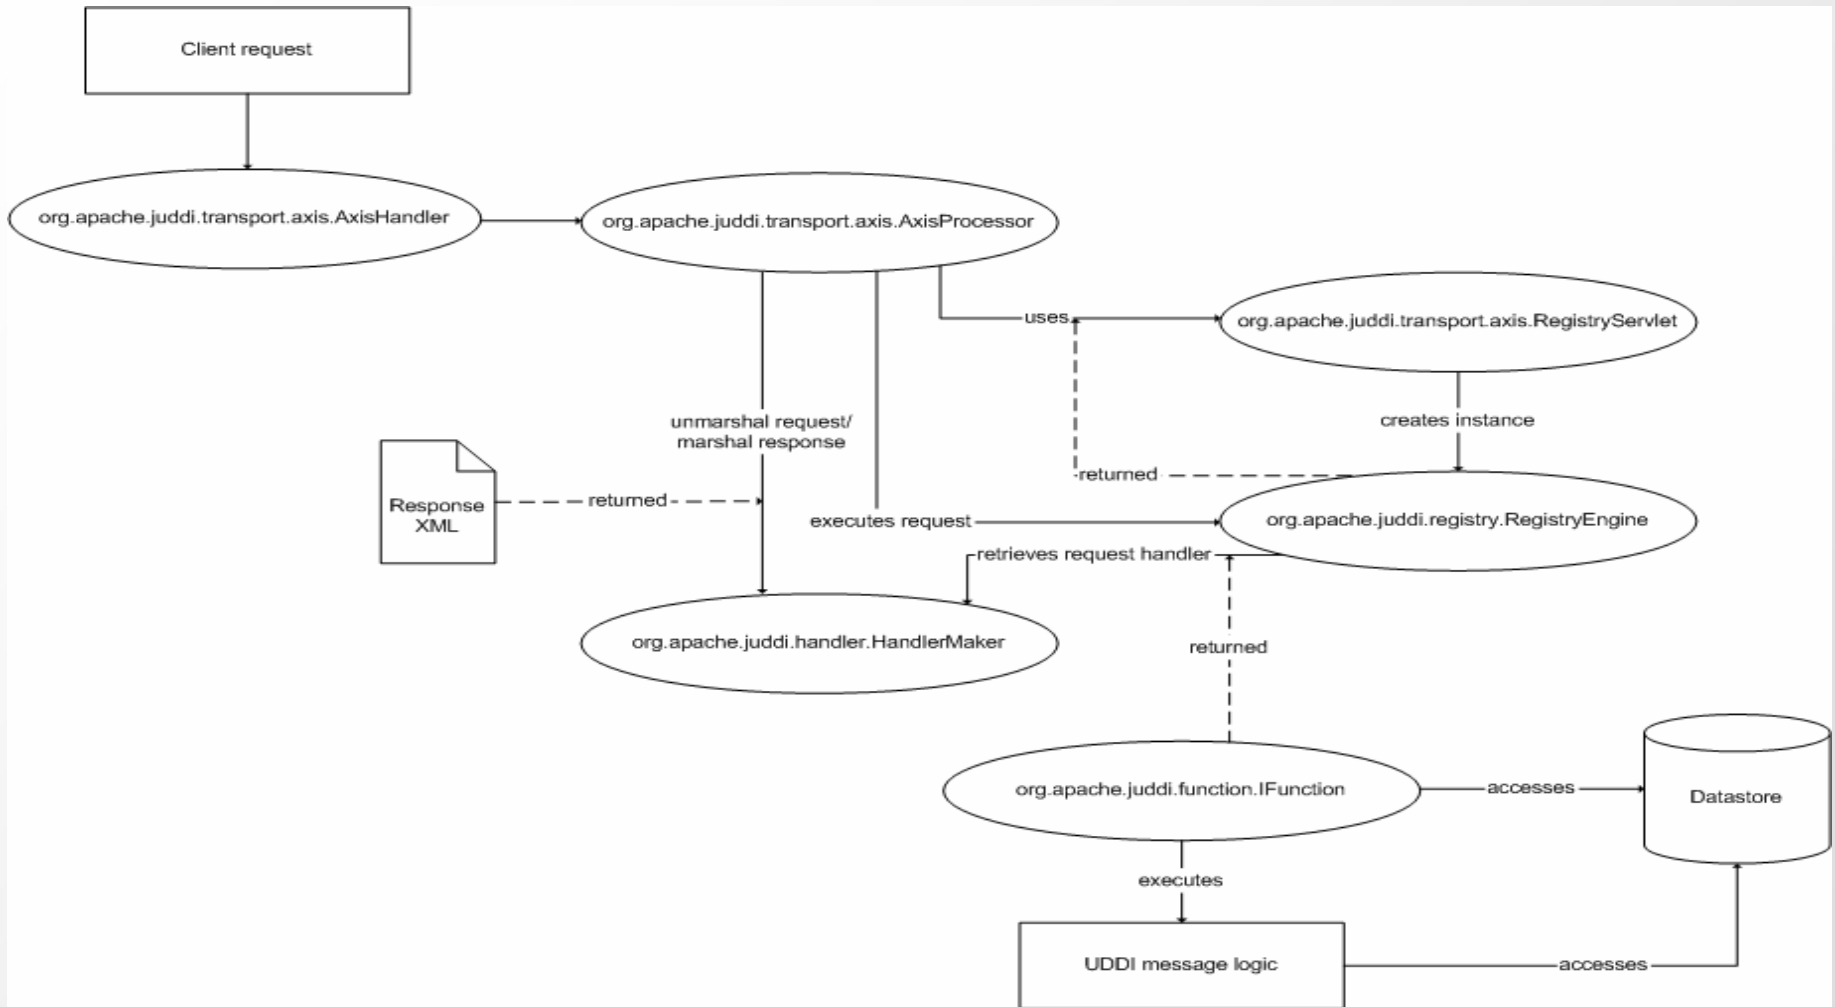 Client request
org.apache.juddi.transport.axis.AxisHandler
org.apache.juddi.transport.axis.AxisProcessor
uses
org.apache.juddi.transport.axis.RegistryServlet
unmarshal request/
marshal response
creates instance
returned
Response
XML
returned
executes request
org.apache.juddi.registry.RegistryEngine
retrieves request handler
org.apache.juddi.handler.HandlerMaker
returned
org.apache.juddi.function.IFunction
accesses
Datastore
executes
UDDI message logic
accesses